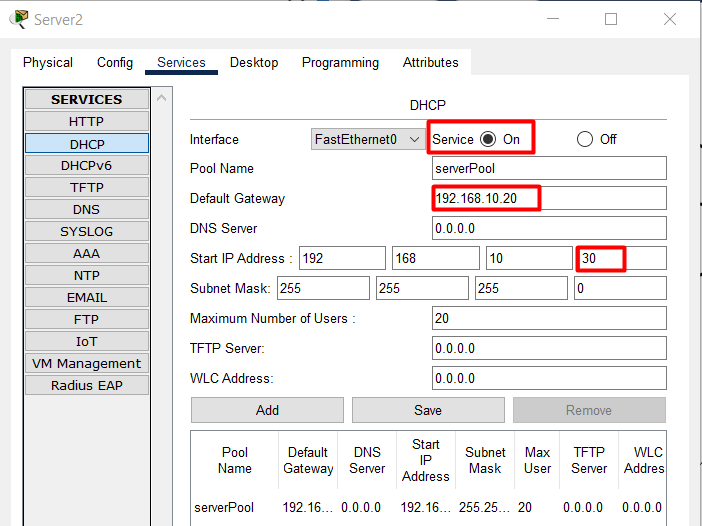 Server2
Physical Config Services Desktop Programming Attributes
SERVICES
HTTP
DHCP
DHCPv6
TFTP
DNS
SYSLOG
AAA
NTP
EMAIL
FTP
IoT
VM Management
Radius EAP
DHCP
Interface FastEthernet0 Service On Off
Pool Name serverPool
Default Gateway 192.168.10.20
DNS Server 0.0.0.0
Start IP Address : 192 168 10 30
Subnet Mask: 255 255 255 0
Maximum Number of Users : 20
TFTP Server: 0.0.0.0
WLC Address: 0.0.0.0
Add Save Remove
Pool Name Default Gateway DNS Server Start IP Address Subnet Mask Max User TFTP Server WLC Addres
serverPool 192.16... 0.0.0.0 192.16... 255.25... 20 0.0.0.0 0.0.0.0